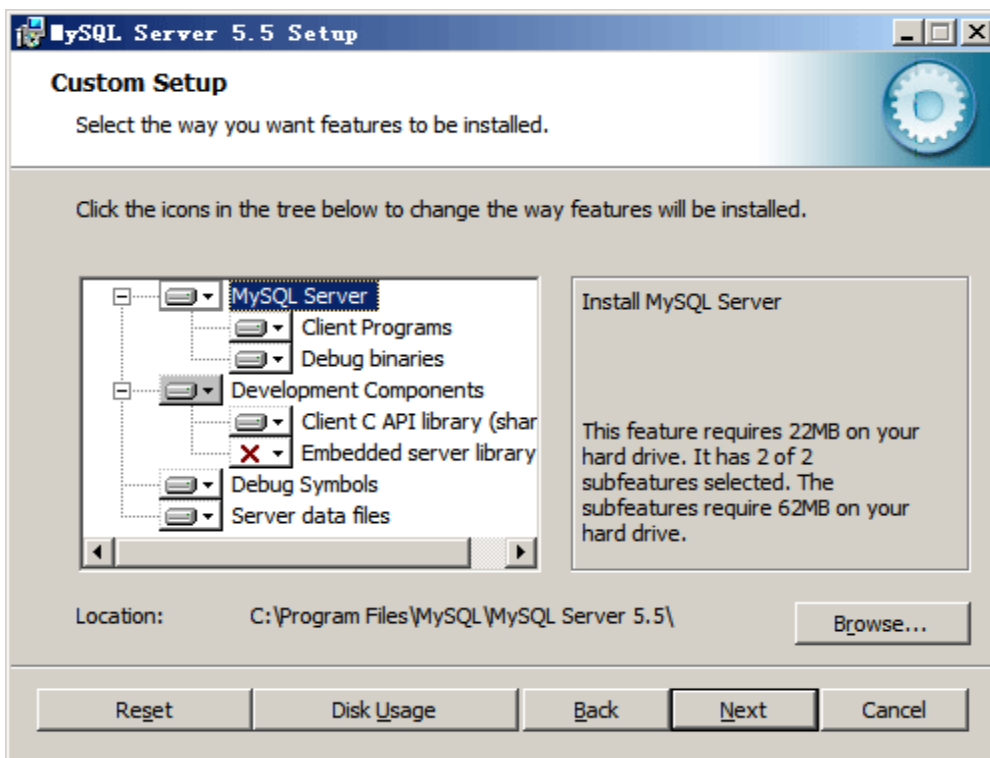 MySQL Server 5.5 Setup
Custom Setup
Select the way you want features to be installed.
Click the icons in the tree below to change the way features will be installed.
MySQL Server
Client Programs
Debug binaries
Development Components
Client C API library (shar
Embedded server library
Debug Symbols
Server data files
Install MySQL Server
This feature requires 22MB on your
hard drive. It has 2 of 2
subfeatures selected. The
subfeatures require 62MB on your
hard drive.
Location: C:\Program Files\MySQL\MySQL Server 5.5\
Browse...
Reset Disk Usage Back Next Cancel